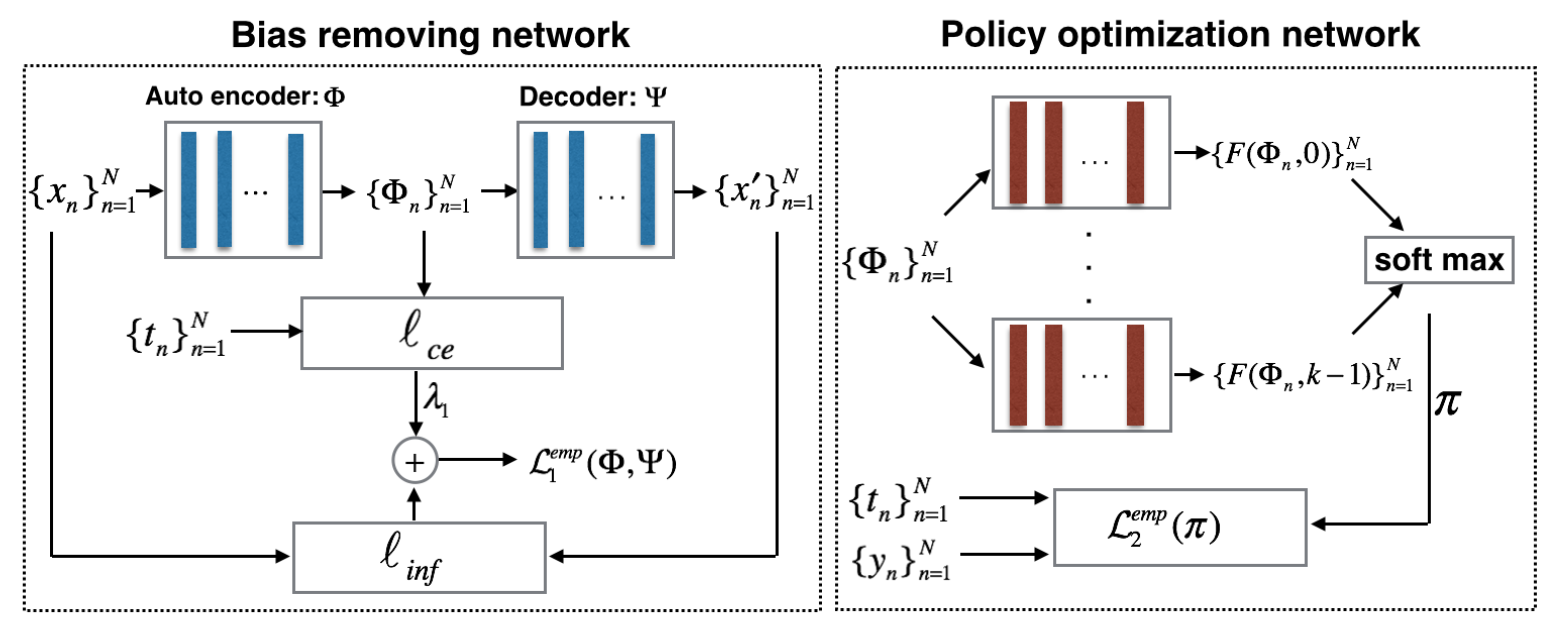 Bias removing network
Auto encoder: Φ
Decoder: Ψ
{x_n}_{n=1}^N
...
{Φ_n}_{n=1}^N
...
{x'_n}_{n=1}^N
{t_n}_{n=1}^N
ℓ_ce
λ_1
+
ℒ_1^{emp}(Φ,Ψ)
ℓ_inf
Policy optimization network
...
{F(Φ_n,0)}_{n=1}^N
{Φ_n}_{n=1}^N
soft max
...
{F(Φ_n,k−1)}_{n=1}^N
π
{t_n}_{n=1}^N
ℒ_2^{emp}(π)
{y_n}_{n=1}^N